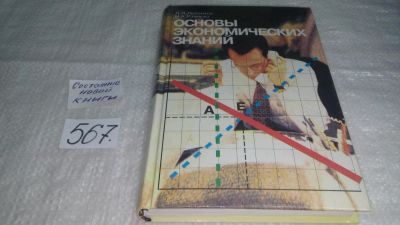 Состояние
новой
книги
567.
ОСНОВЫ
ЭКОНОМИЧЕСКИХ
ЗНАНИЙ
А
Е